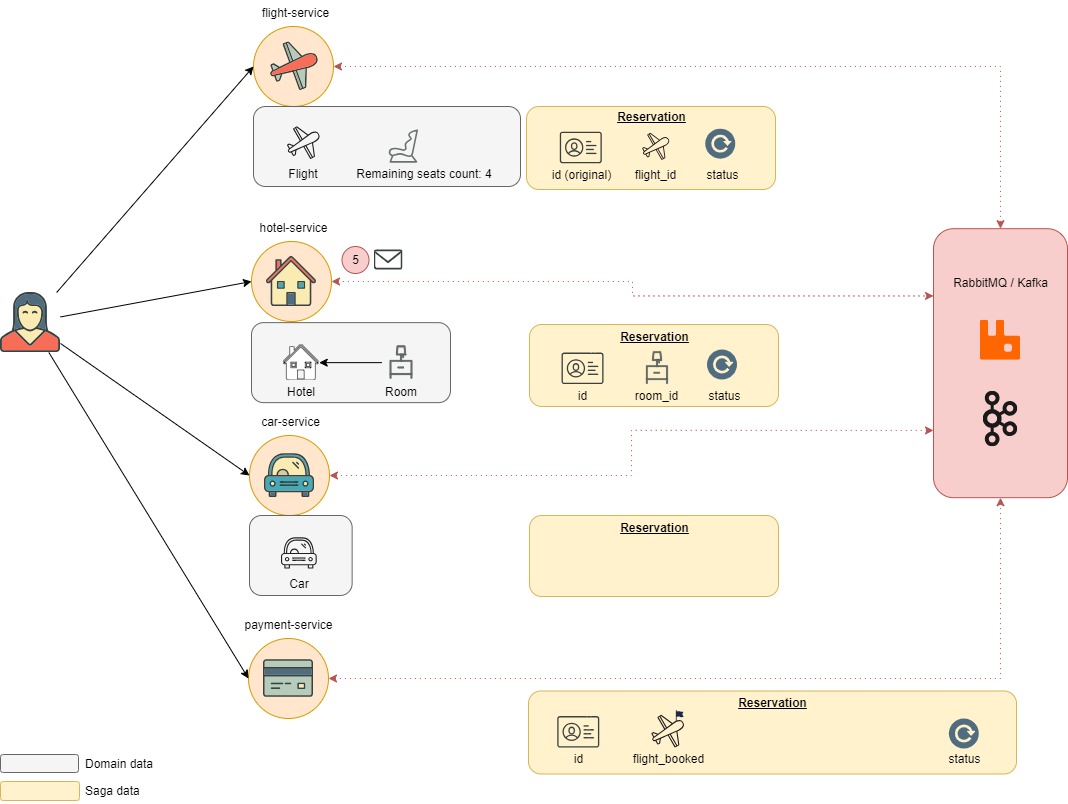 flight-service
Reservation
Flight
Remaining seats count: 4
id (original)
flight_id
status
hotel-service
5
RabbitMQ / Kafka
Reservation
Hotel
Room
id
room_id
status
car-service
Reservation
Car
payment-service
Reservation
id
flight_booked
status
Domain data
Saga data